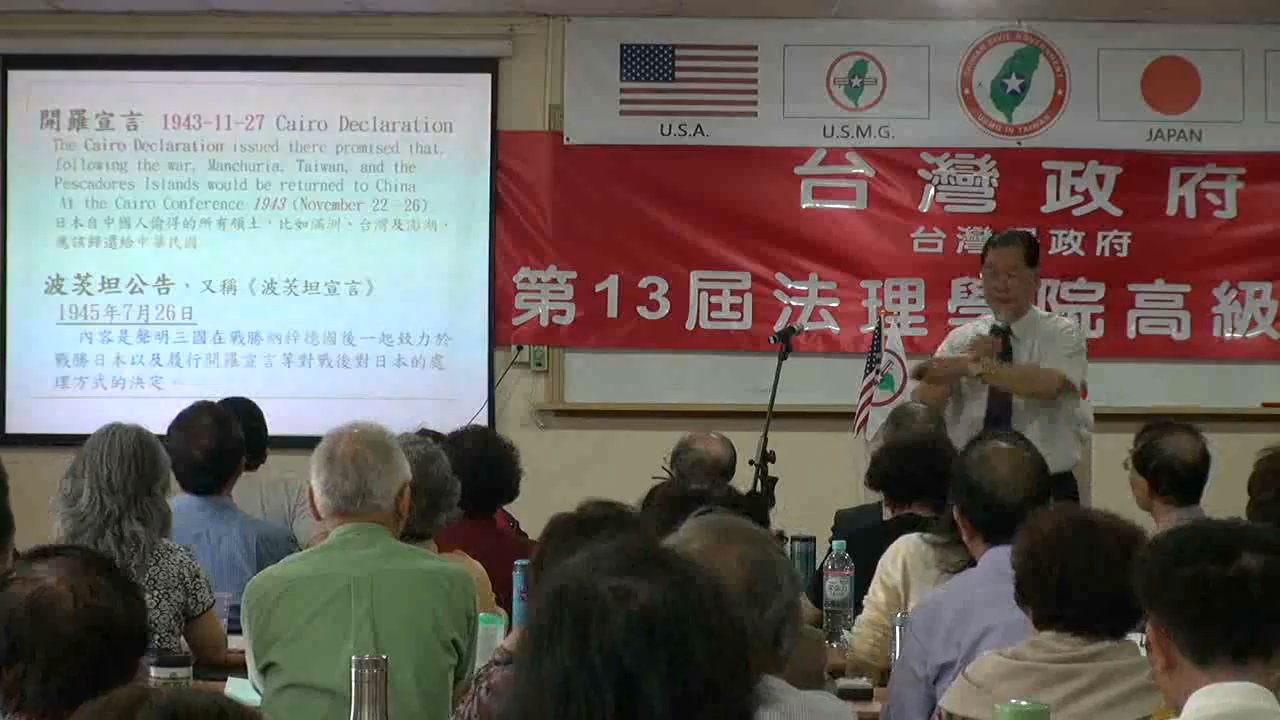 開羅宣言 1943-11-27 Cairo Declaration
The Cairo Declaration issued there promised that,
following the war, Manchuria, Taiwan, and the
Pescadores Islands would be returned to China
At the Cairo Conference 1943 (November 22-26)
日本自中國人偷得的所有領土，比如滿洲、台灣及澎湖，
應該歸還給中華民國
波茨坦公告，又稱《波茨坦宣言》
1945年7月26日
內容是聲明三國在戰勝納粹德國後一起致力於
戰勝日本以及履行開羅宣言等對戰後對日本的處
理方式的決定。
U.S.A.
U.S.M.G.
TAIWAN CIVIL GOVERNMENT
USMG IN TAIWAN
JAPAN
台灣政府
台灣 政府
第13屆法理學院高級